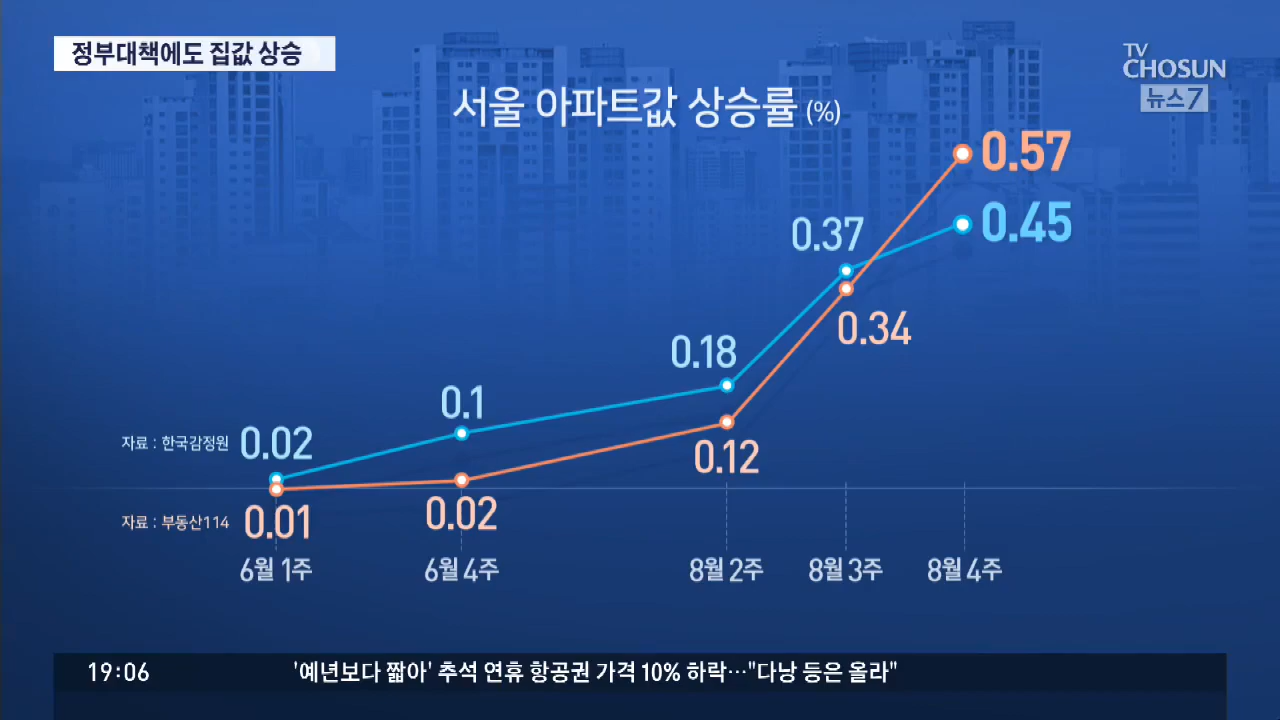 정부대책에도 집값 상승
TV
CHOSUN
뉴스7
서울 아파트값 상승률 (%)
0.57
0.45
0.37
0.34
0.18
0.12
0.1
0.02
자료 : 한국감정원 0.02
자료 : 부동산114 0.01
6월 1주 6월 4주 8월 2주 8월 3주 8월 4주
19:06 '예년보다 짧아' 추석 연휴 항공권 가격 10% 하락…"다낭 등은 올라"